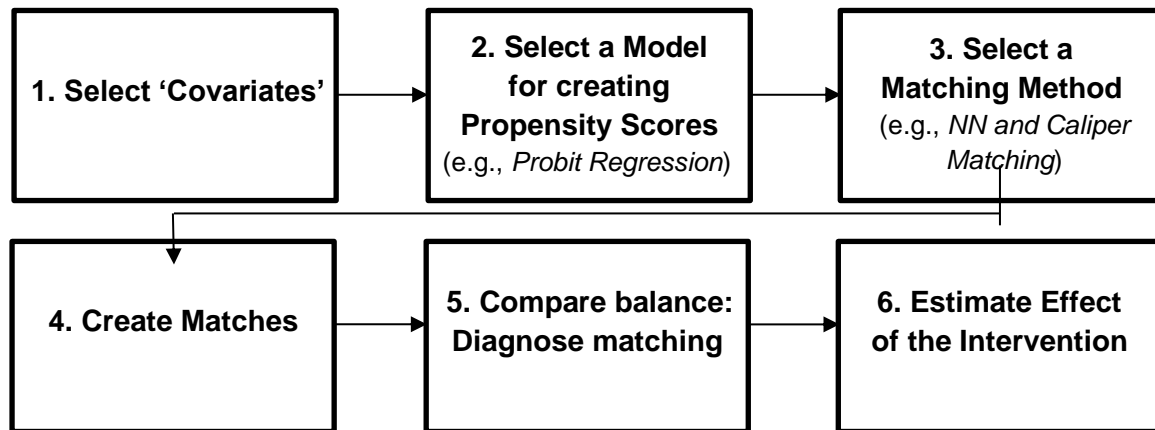 1. Select ‘Covariates’
2. Select a Model
for creating
Propensity Scores
(e.g., Probit Regression)
3. Select a
Matching Method
(e.g., NN and Caliper
Matching)
4. Create Matches
5. Compare balance:
Diagnose matching
6. Estimate Effect
of the Intervention